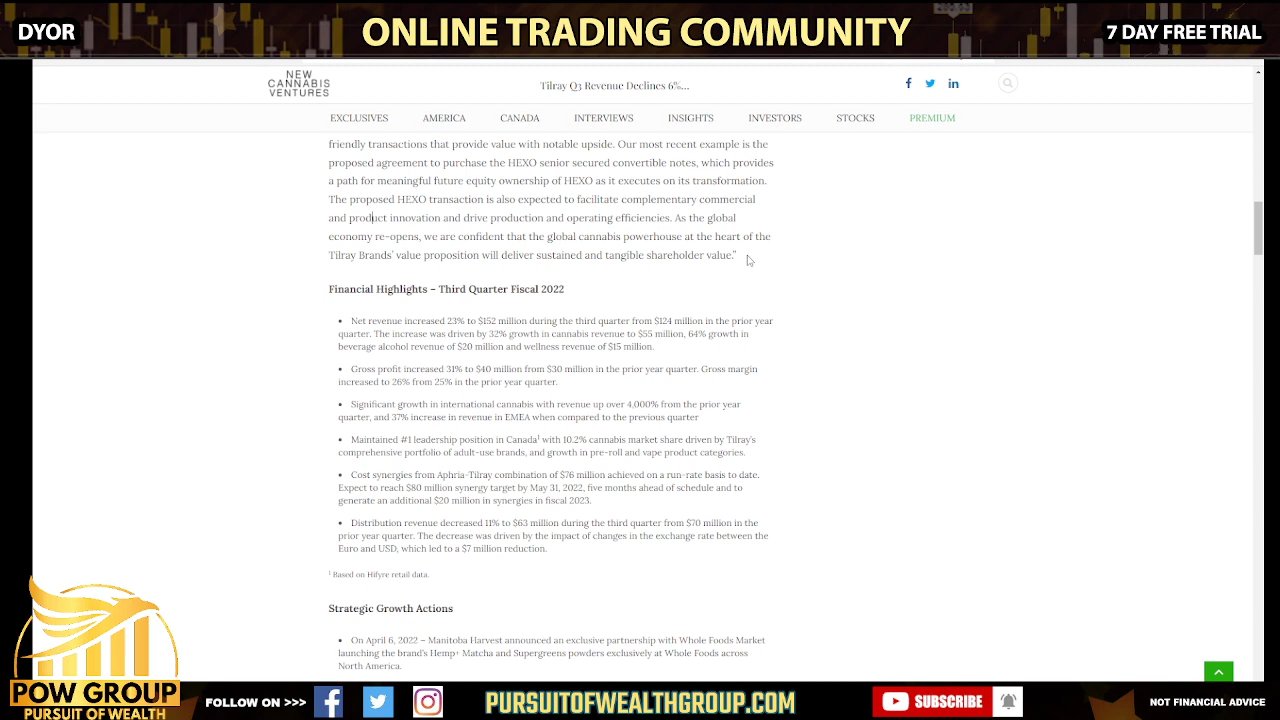 DYOR
ONLINE TRADING COMMUNITY
7 DAY FREE TRIAL
NEW
CANNABIS
VENTURES
Tilray Q3 Revenue Declines 6%...
EXCLUSIVES AMERICA CANADA INTERVIEWS INSIGHTS INVESTORS STOCKS PREMIUM
friendly transactions that provide value with notable upside. Our most recent example is the
proposed agreement to purchase the HEXO senior secured convertible notes, which provides
a path for meaningful future equity ownership of HEXO as it executes on its transformation.
The proposed HEXO transaction is also expected to facilitate complementary commercial
and product innovation and drive production and operating efficiencies. As the global
economy re-opens, we are confident that the global cannabis powerhouse at the heart of the
Tilray Brands' value proposition will deliver sustained and tangible shareholder value."
Financial Highlights – Third Quarter Fiscal 2022
• Net revenue increased 23% to $152 million during the third quarter from $124 million in the prior year
quarter. The increase was driven by 32% growth in cannabis revenue to $55 million, 64% growth in
beverage alcohol revenue of $20 million and wellness revenue of $15 million.
• Gross profit increased 31% to $40 million from $30 million in the prior year quarter. Gross margin
increased to 26% from 25% in the prior year quarter.
• Significant growth in international cannabis with revenue up over 4,000% from the prior year
quarter, and 37% increase in revenue in EMEA when compared to the previous quarter
• Maintained #1 leadership position in Canada¹ with 10.2% cannabis market share driven by Tilray's
comprehensive portfolio of adult-use brands, and growth in pre-roll and vape product categories.
• Cost synergies from Aphria-Tilray combination of $76 million achieved on a run-rate basis to date.
Expect to reach $80 million synergy target by May 31, 2022, five months ahead of schedule and to
generate an additional $20 million in synergies in fiscal 2023.
• Distribution revenue decreased 11% to $63 million during the third quarter from $70 million in the
prior year quarter. The decrease was driven by the impact of changes in the exchange rate between the
Euro and USD, which led to a $7 million reduction.
¹ Based on Hifyre retail data.
Strategic Growth Actions
• On April 6, 2022 – Manitoba Harvest announced an exclusive partnership with Whole Foods Market
launching the brand's Hemp+ Matcha and Supergreens powders exclusively at Whole Foods across
North America.
POW GROUP
PURSUIT OF WEALTH
FOLLOW ON >>>
PURSUITOFWEALTHGROUP.COM
SUBSCRIBE
NOT FINANCIAL ADVICE